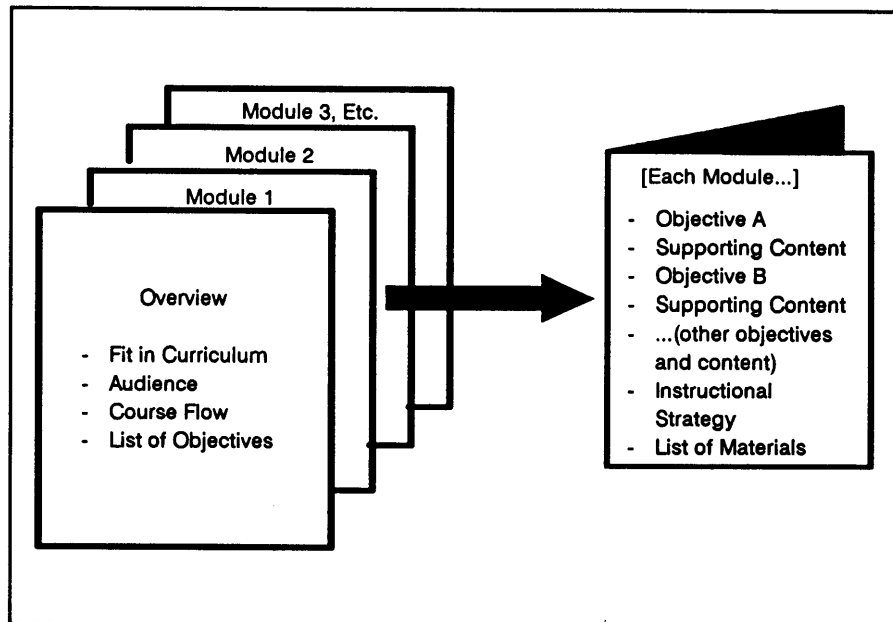 Module 3, Etc.
Module 2
Module 1
Overview
- Fit in Curriculum
- Audience
- Course Flow
- List of Objectives
[Each Module...]
- Objective A
- Supporting Content
- Objective B
- Supporting Content
- ...(other objectives
and content)
- Instructional
Strategy
- List of Materials